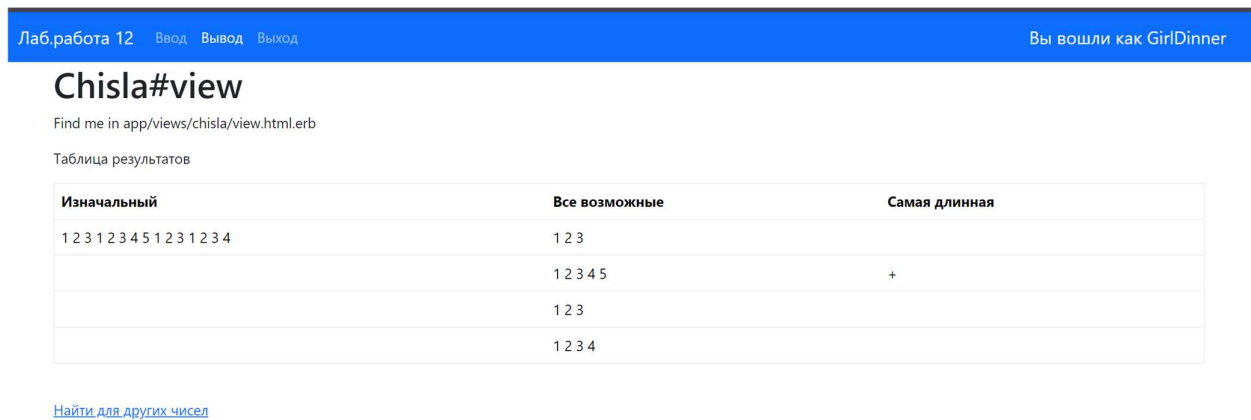 Лаб.работа 12 Ввод Вывод Выход Вы вошли как GirlDinner
Chisla#view
Find me in app/views/chisla/view.html.erb
Таблица результатов
Изначальный Все возможные Самая длинная
1 2 3 1 2 3 4 5 1 2 3 1 2 3 4 1 2 3
1 2 3 4 5 +
1 2 3
1 2 3 4
Найти для других чисел